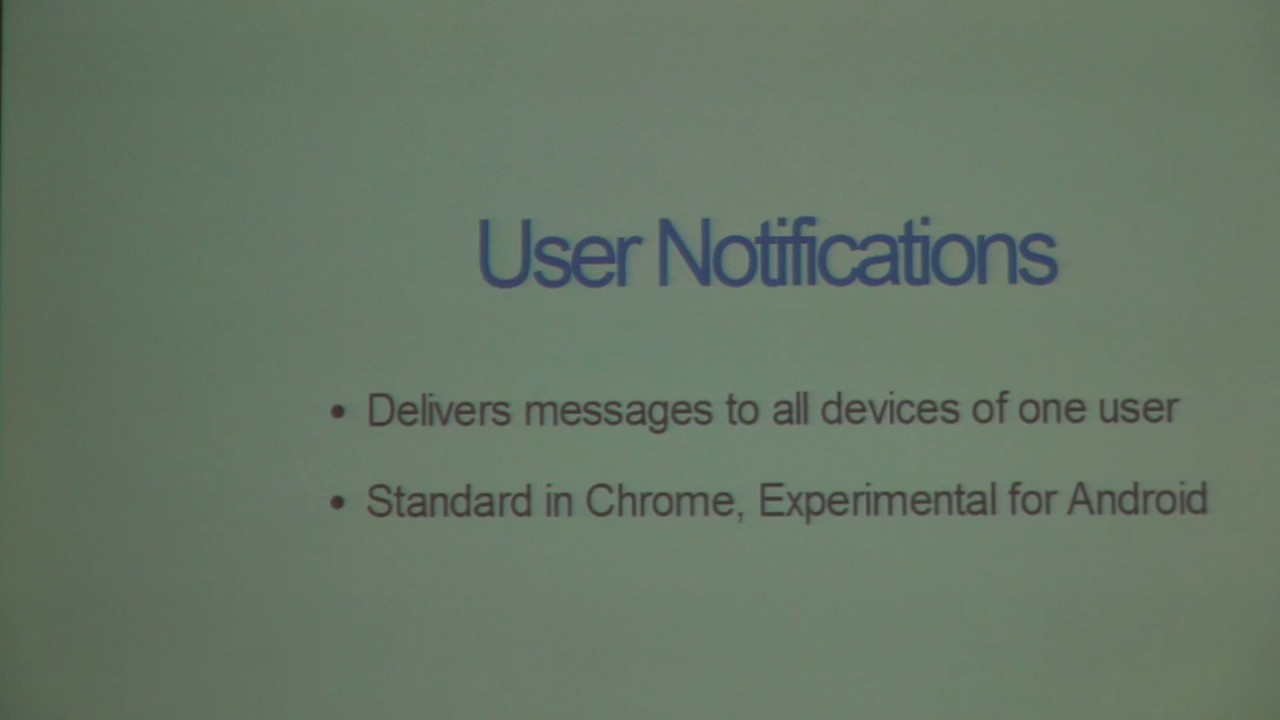 User Notifications
• Delivers messages to all devices of one user
• Standard in Chrome, Experimental for Android